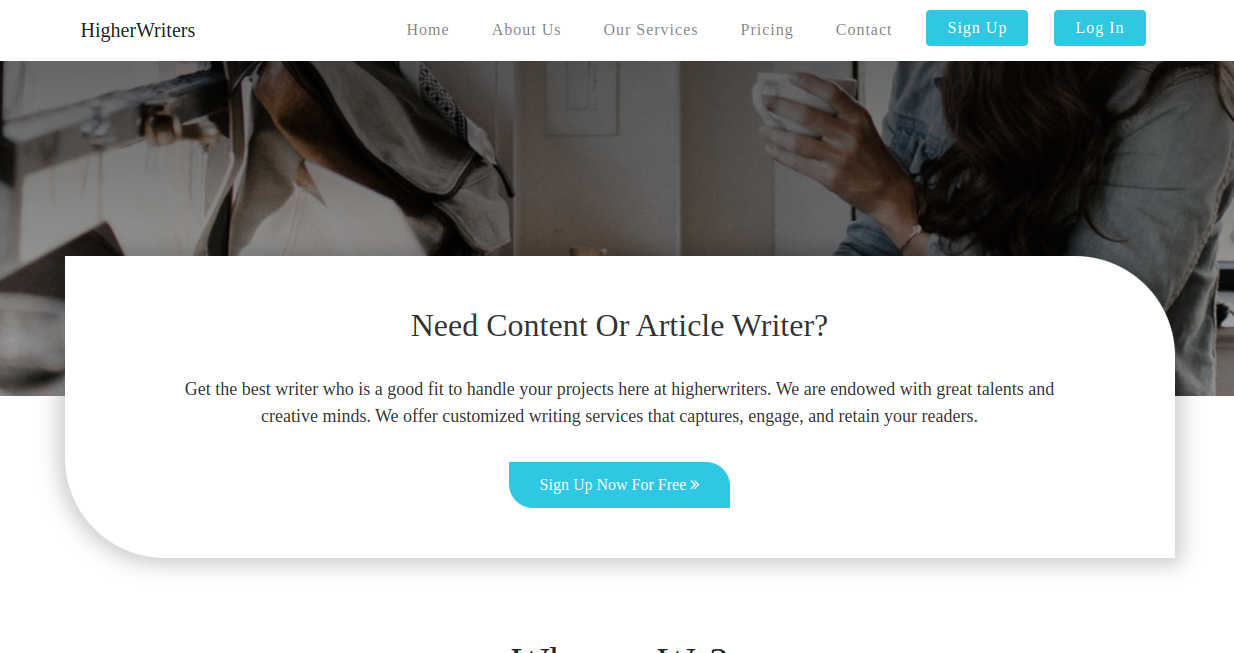 HigherWriters
Home About Us Our Services Pricing Contact Sign Up Log In
Need Content Or Article Writer?
Get the best writer who is a good fit to handle your projects here at higherwriters. We are endowed with great talents and
creative minds. We offer customized writing services that captures, engage, and retain your readers.
Sign Up Now For Free »